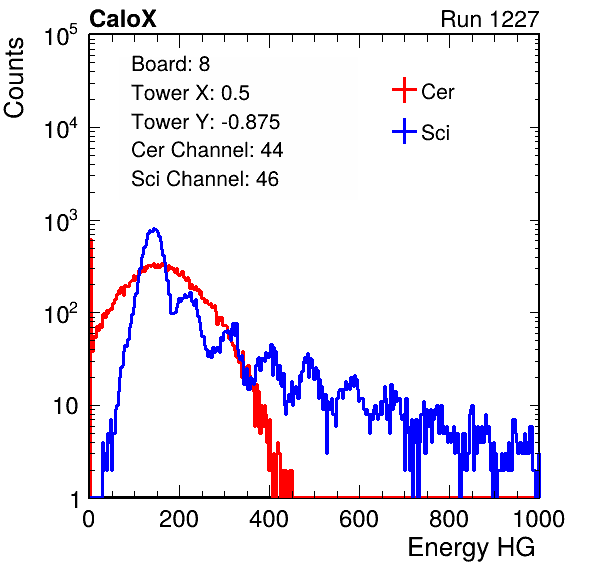 CaloX Run 1227
Counts
10^5
10^4
10^3
10^2
10
1
Board: 8
Tower X: 0.5
Tower Y: -0.875
Cer Channel: 44
Sci Channel: 46
Cer
Sci
0 200 400 600 800 1000
Energy HG